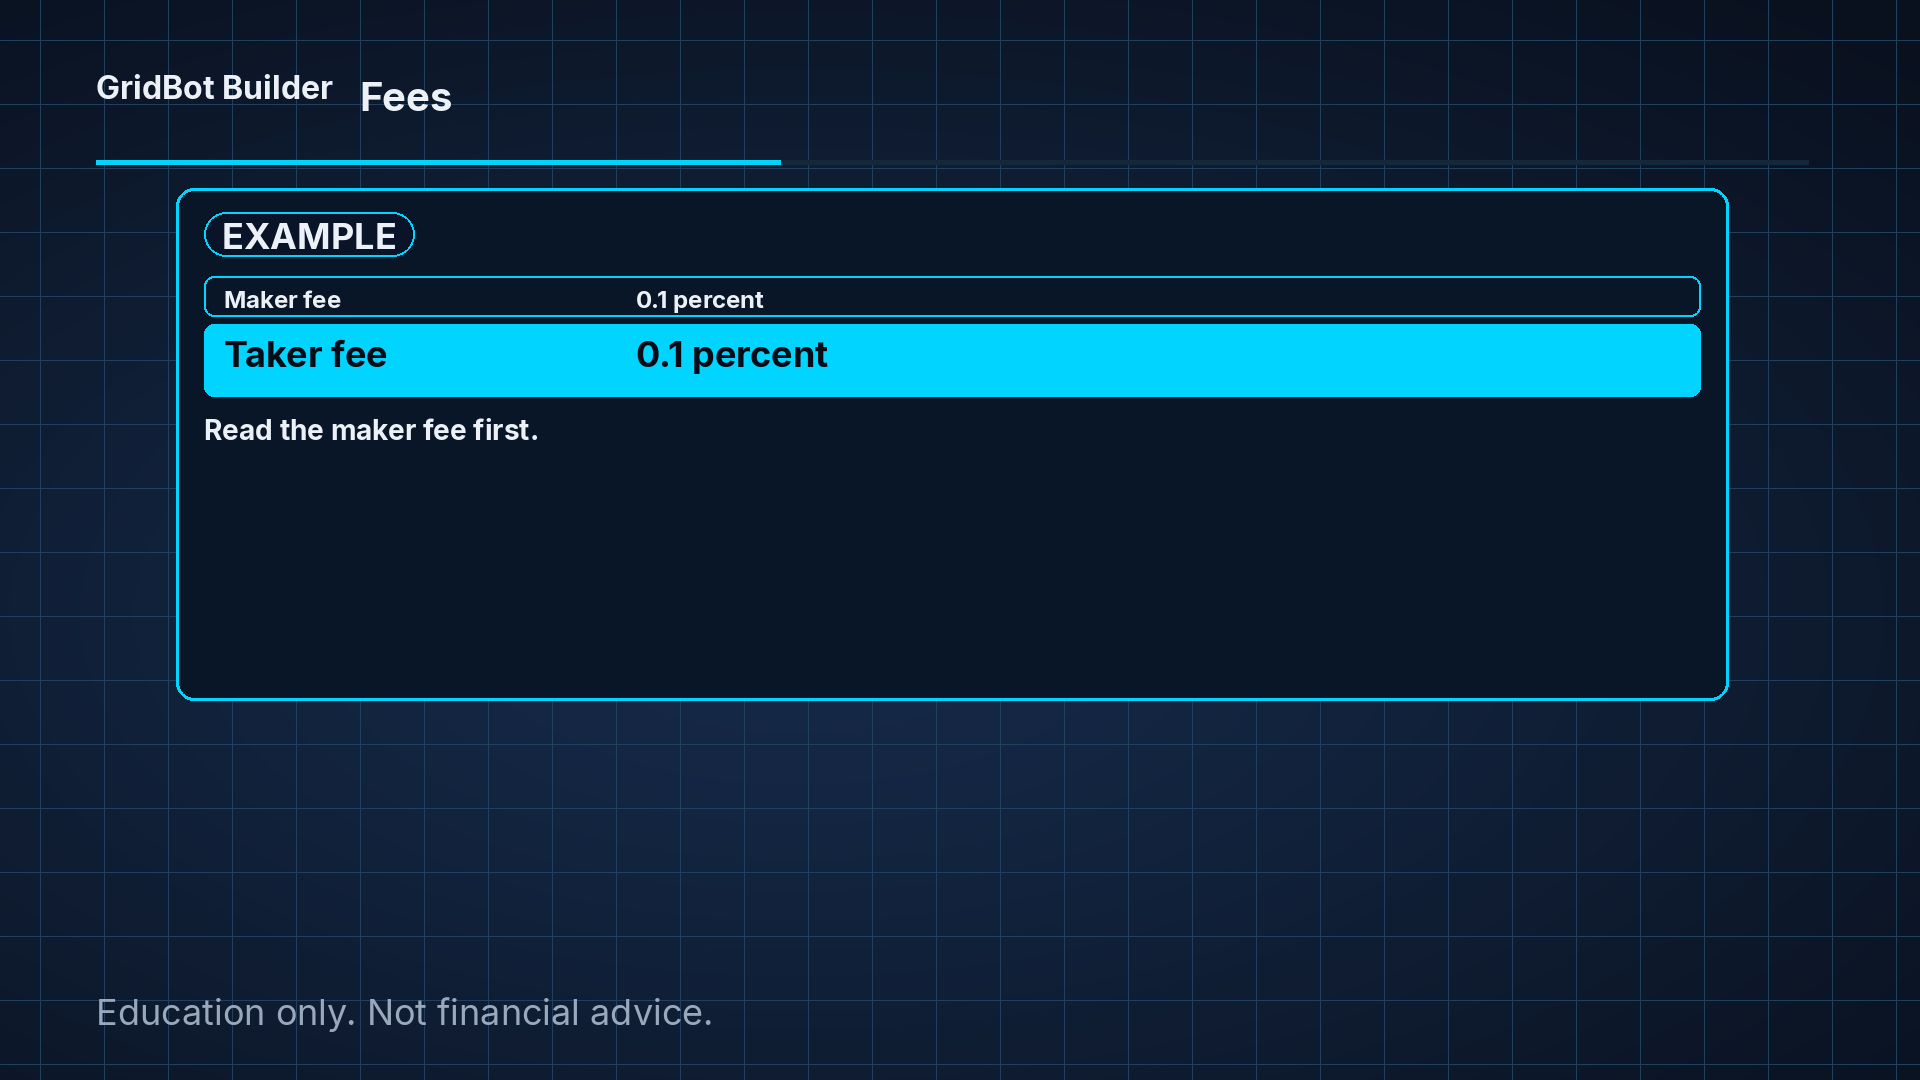 GridBot Builder Fees
EXAMPLE
Maker fee 0.1 percent
Taker fee 0.1 percent
Read the maker fee first.
Education only. Not financial advice.